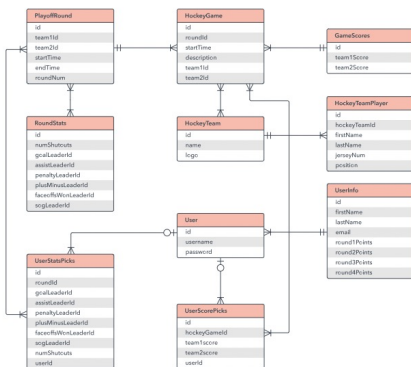 PlayoffRound
id
team1Id
team2Id
startTime
endTime
roundNum
HockeyGame
id
roundId
startTime
description
team1Id
team2Id
GameScores
id
team1Score
team2Score
RoundStats
id
numShutouts
goalLeaderId
assistLeaderId
penaltyLeaderId
plusMinusLeaderId
faceoffsWonLeaderId
sogLeaderId
HockeyTeam
id
name
logo
HockeyTeamPlayer
id
hockeyTeamId
firstName
lastName
jerseyNum
position
UserInfo
id
firstName
lastName
email
round1Points
round2Points
round3Points
round4Points
User
id
username
password
UserStatsPicks
id
roundId
goalLeaderId
assistLeaderId
penaltyLeaderId
plusMinusLeaderId
faceoffsWonLeaderId
sogLeaderId
numShutouts
userId
UserScorePicks
id
hockeyGameId
team1score
team2score
userId